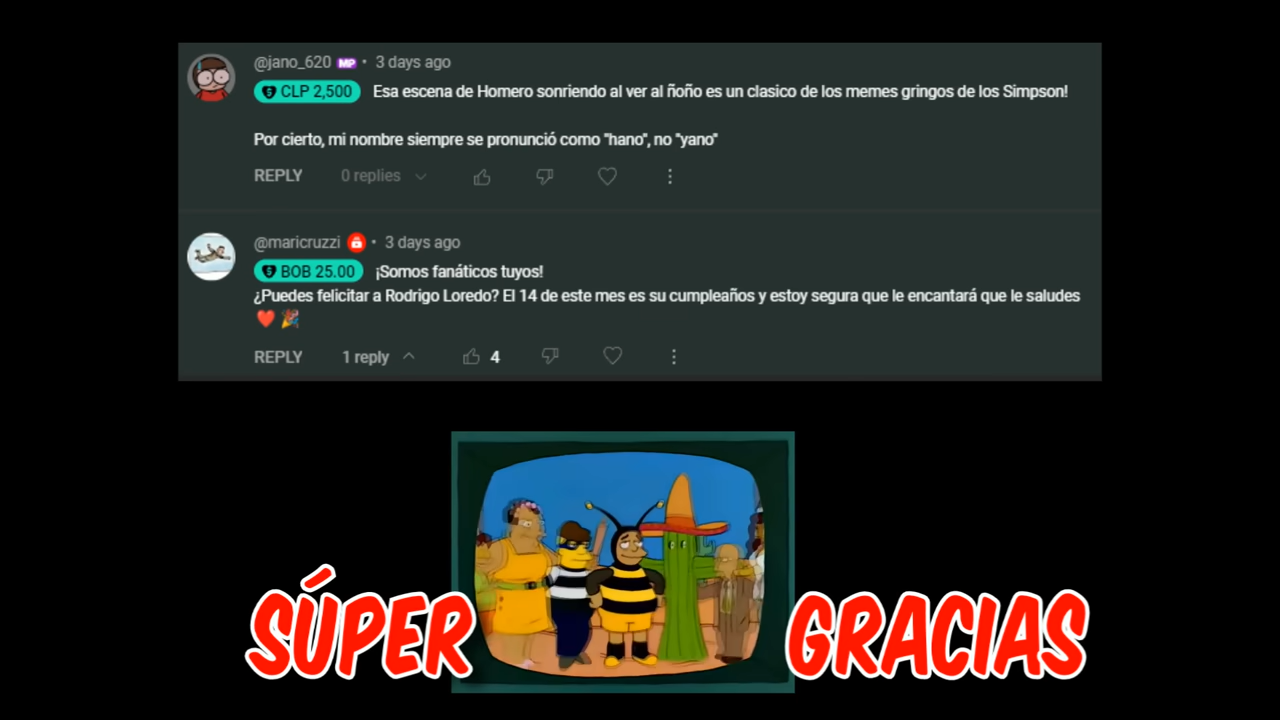 @jano_620 MP • 3 days ago
CLP 2,500 Esa escena de Homero sonriendo al ver al ñoño es un clasico de los memes gringos de los Simpson!
Por cierto, mi nombre siempre se pronunció como "hano", no "yano"
REPLY 0 replies
@maricruzzi • 3 days ago
BOB 25.00 ¡Somos fanáticos tuyos!
¿Puedes felicitar a Rodrigo Loredo? El 14 de este mes es su cumpleaños y estoy segura que le encantará que le saludes
❤️ 🎉
REPLY 1 reply 4
SÚPER GRACIAS